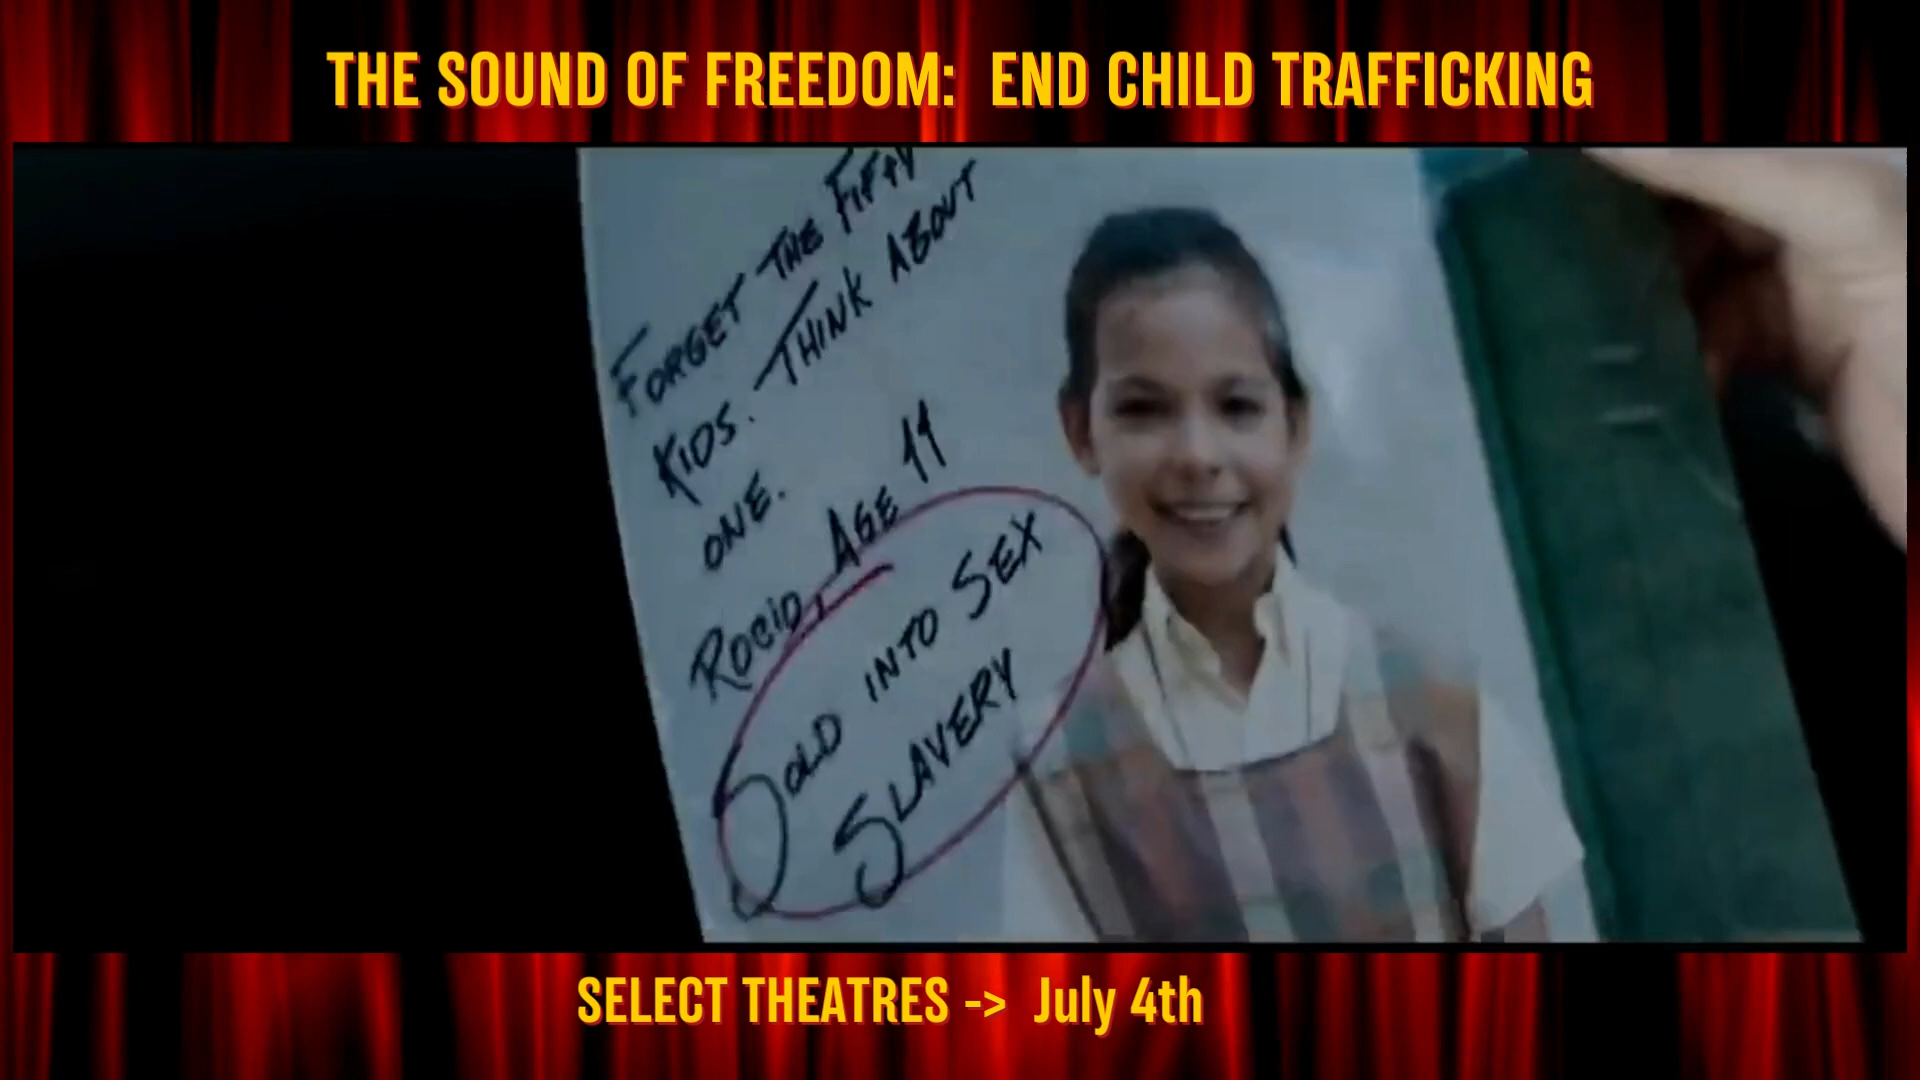 THE SOUND OF FREEDOM: END CHILD TRAFFICKING
FORGET THE FIFTY
KIDS. THINK ABOUT
ONE.
ROCIO, AGE 11
SOLD INTO SEX
SLAVERY
SELECT THEATRES -> July 4th